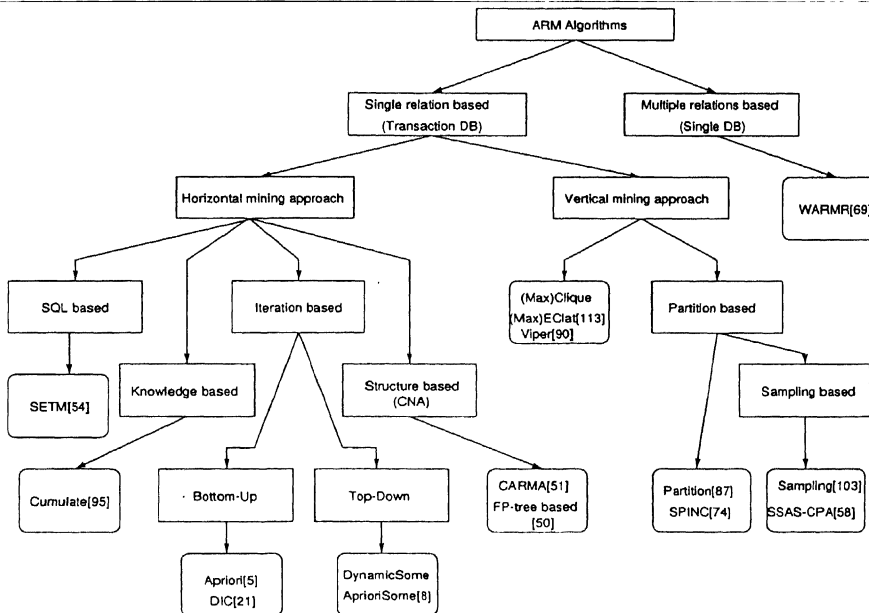 ARM Algorithms
Single relation based
(Transaction DB)
Multiple relations based
(Single DB)
Horizontal mining approach
Vertical mining approach
WARMR[69]
SQL based
Iteration based
(Max)Clique
(Max)EClat[113]
Viper[90]
Partition based
SETM[54]
Knowledge based
Structure based
(CNA)
Sampling based
Cumulate[95]
Bottom-Up
Top-Down
CARMA[51]
FP-tree based
[50]
Partition[87]
SPINC[74]
Sampling[103]
SSAS-CPA[58]
Apriori[5]
DIC[21]
DynamicSome
AprioriSome[8]